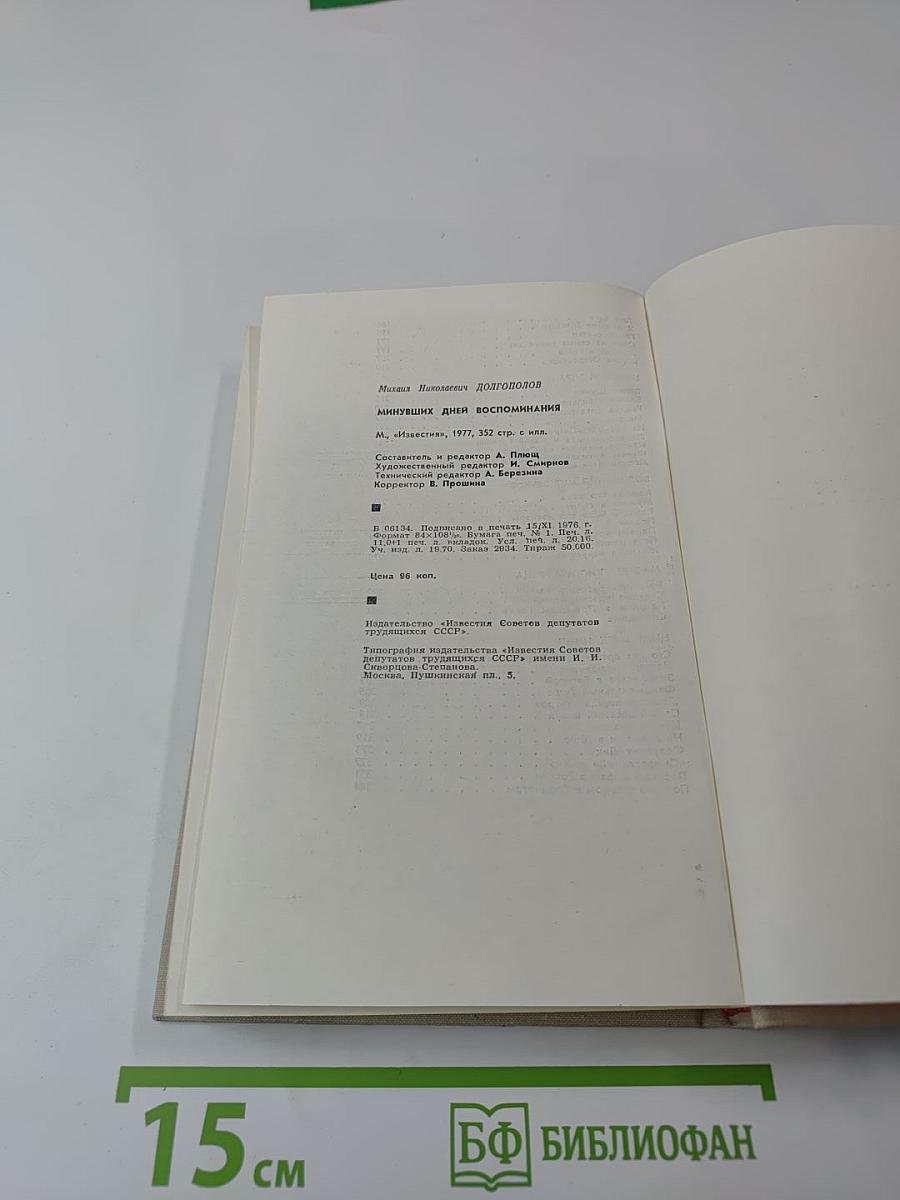 Михаил Николаевич ДОЛГОПОЛОВ
МИНУВШИХ ДНЕЙ ВОСПОМИНАНИЯ
М., «Известия», 1977, 352 стр. с илл.
Составитель и редактор А. Плющ
Художественный редактор И. Смирнов
Технический редактор А. Березина
Корректор В. Прошина
Б 06134. Подписано в печать 15/XI 1976 г.
Формат 84×108¹/₃₂. Бумага печ. № 1. Печ. л.
11,0+1 печ. л. вкладок. Усл. печ. л. 20,16.
Уч. изд. л. 19,70. Заказ 2934. Тираж 50.000.
Цена 96 коп.
Издательство «Известия Советов депутатов
трудящихся СССР».
Типография издательства «Известия Советов
депутатов трудящихся СССР» имени И. И.
Скворцова-Степанова.
Москва, Пушкинская пл., 5.
15 см
БФ БИБЛИОФАН